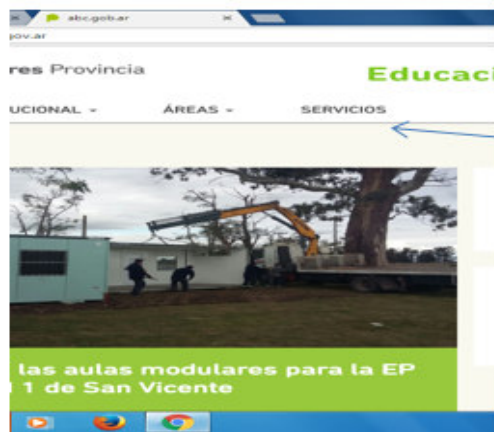 abc.gob.ar
gov.ar
res Provincia
Educaci
UCIONAL
ÁREAS
SERVICIOS
las aulas modulares para la EP
1 de San Vicente